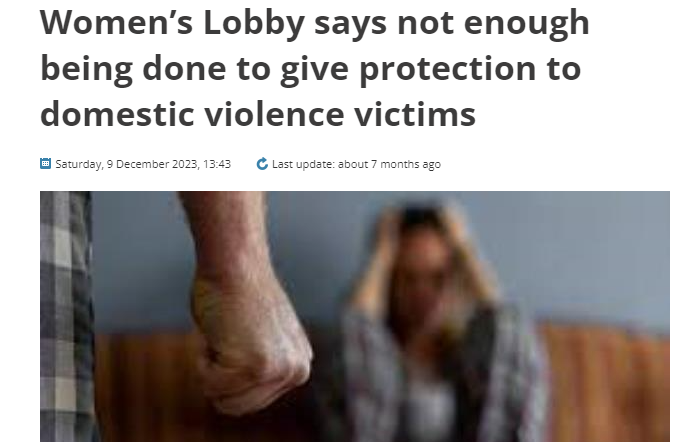 Women’s Lobby says not enough
being done to give protection to
domestic violence victims
Saturday, 9 December 2023, 13:43 Last update: about 7 months ago